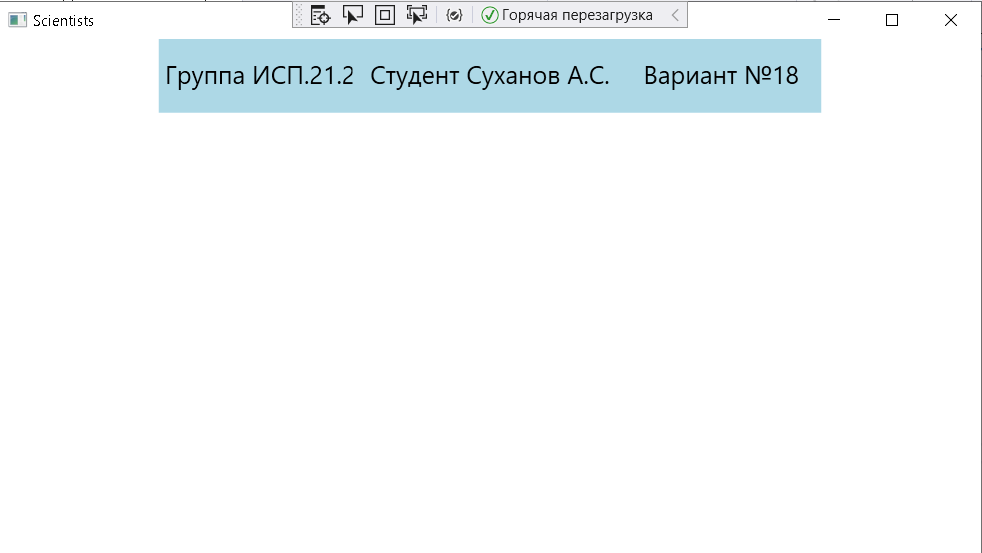 Scientists
Горячая перезагрузка
Группа ИСП.21.2 Студент Суханов А.С. Вариант №18